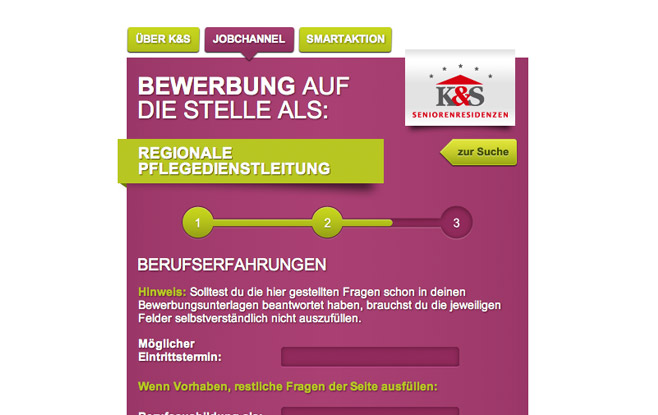 ÜBER K&S
JOBCHANNEL
SMARTAKTION
BEWERBUNG AUF
DIE STELLE ALS:
K&S
SENIORENRESIDENZEN
REGIONALE
PFLEGEDIENSTLEITUNG
zur Suche
1
2
3
BERUFSERFAHRUNGEN
Hinweis: Solltest du die hier gestellten Fragen schon in deinen
Bewerbungsunterlagen beantwortet haben, brauchst du die jeweiligen
Felder selbstverständlich nicht auszufüllen.
Möglicher
Eintrittstermin:
Wenn Vorhaben, restliche Fragen der Seite ausfüllen: